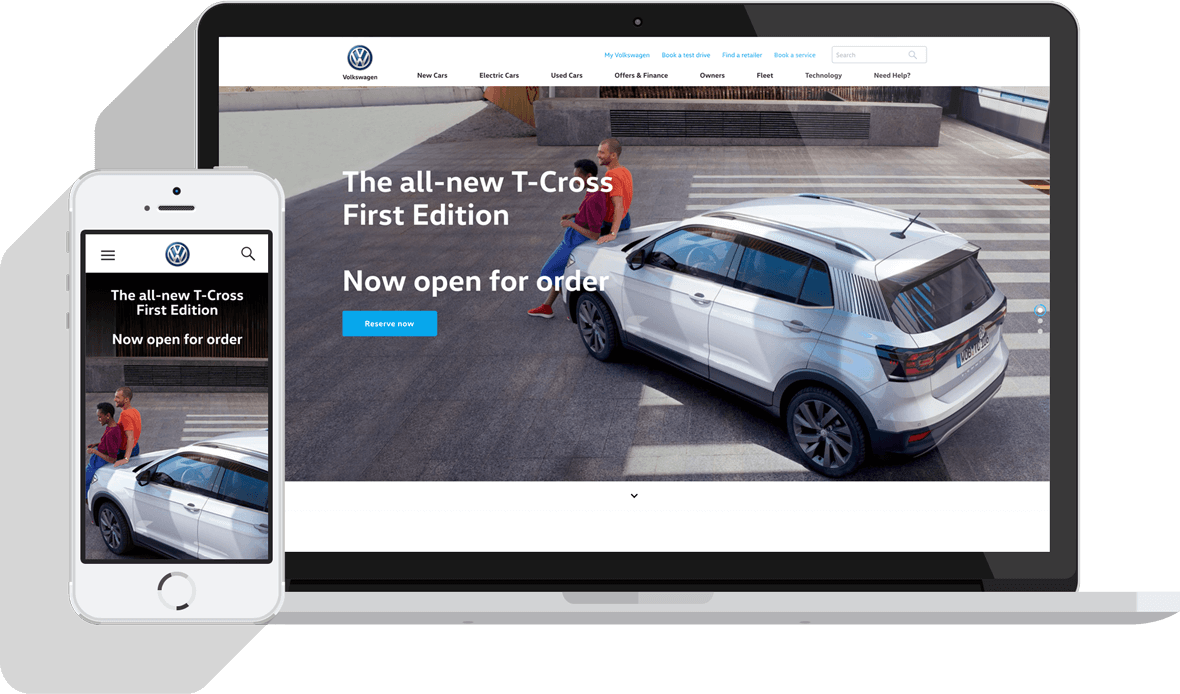 My Volkswagen Book a test drive Find a retailer Book a service Search
Volkswagen
New Cars Electric Cars Used Cars Offers & Finance Owners Fleet Technology Need Help?
The all-new T-Cross
First Edition
Now open for order
Reserve now
The all-new T-Cross
First Edition
Now open for order